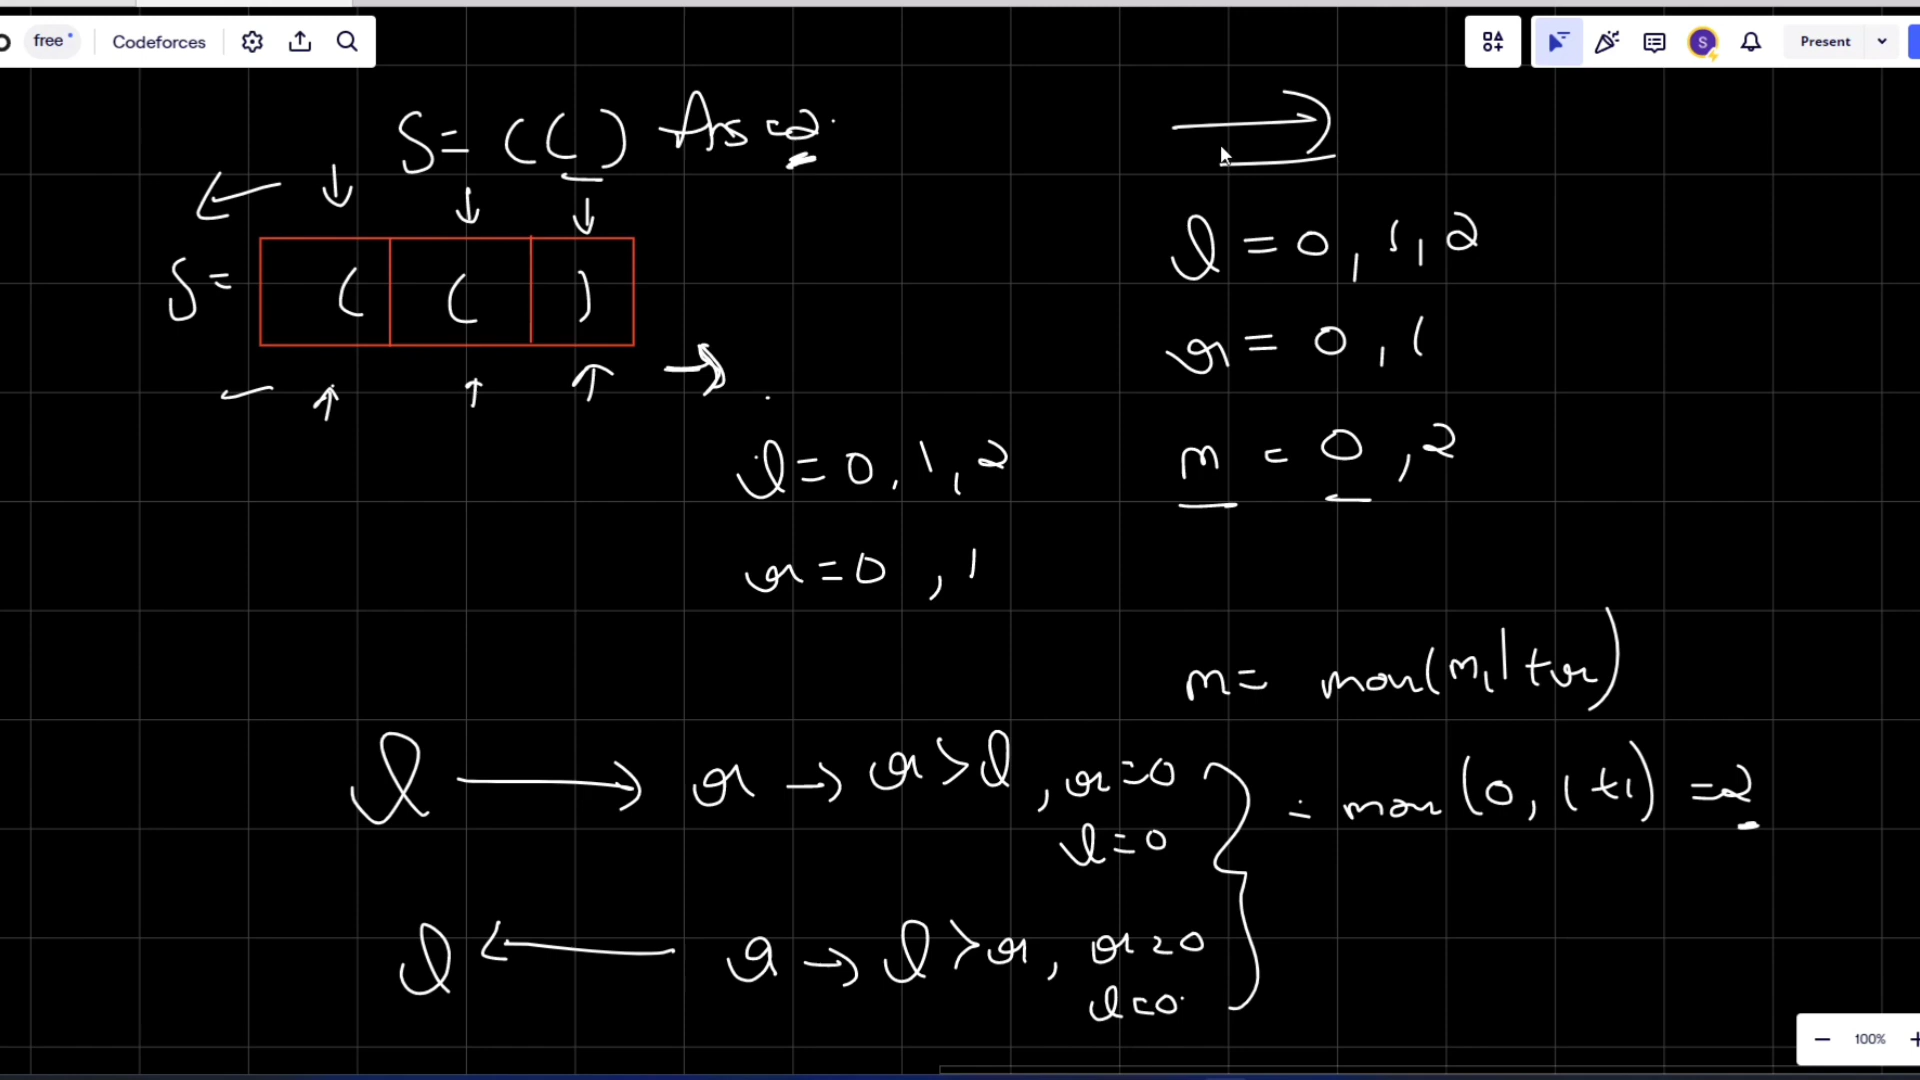 free Codeforces Present
S= (() Ans = 2.
S= ( ( )
l = 0, 1, 2
r = 0, 1
m = 0, 2
l = 0, 1, 2
r = 0, 1
m = max(m, l+r)
= max(0, 1+1) = 2
l → r → r>l, r=0
l=0
l ← r → l>r, r=0
l=0.
100%